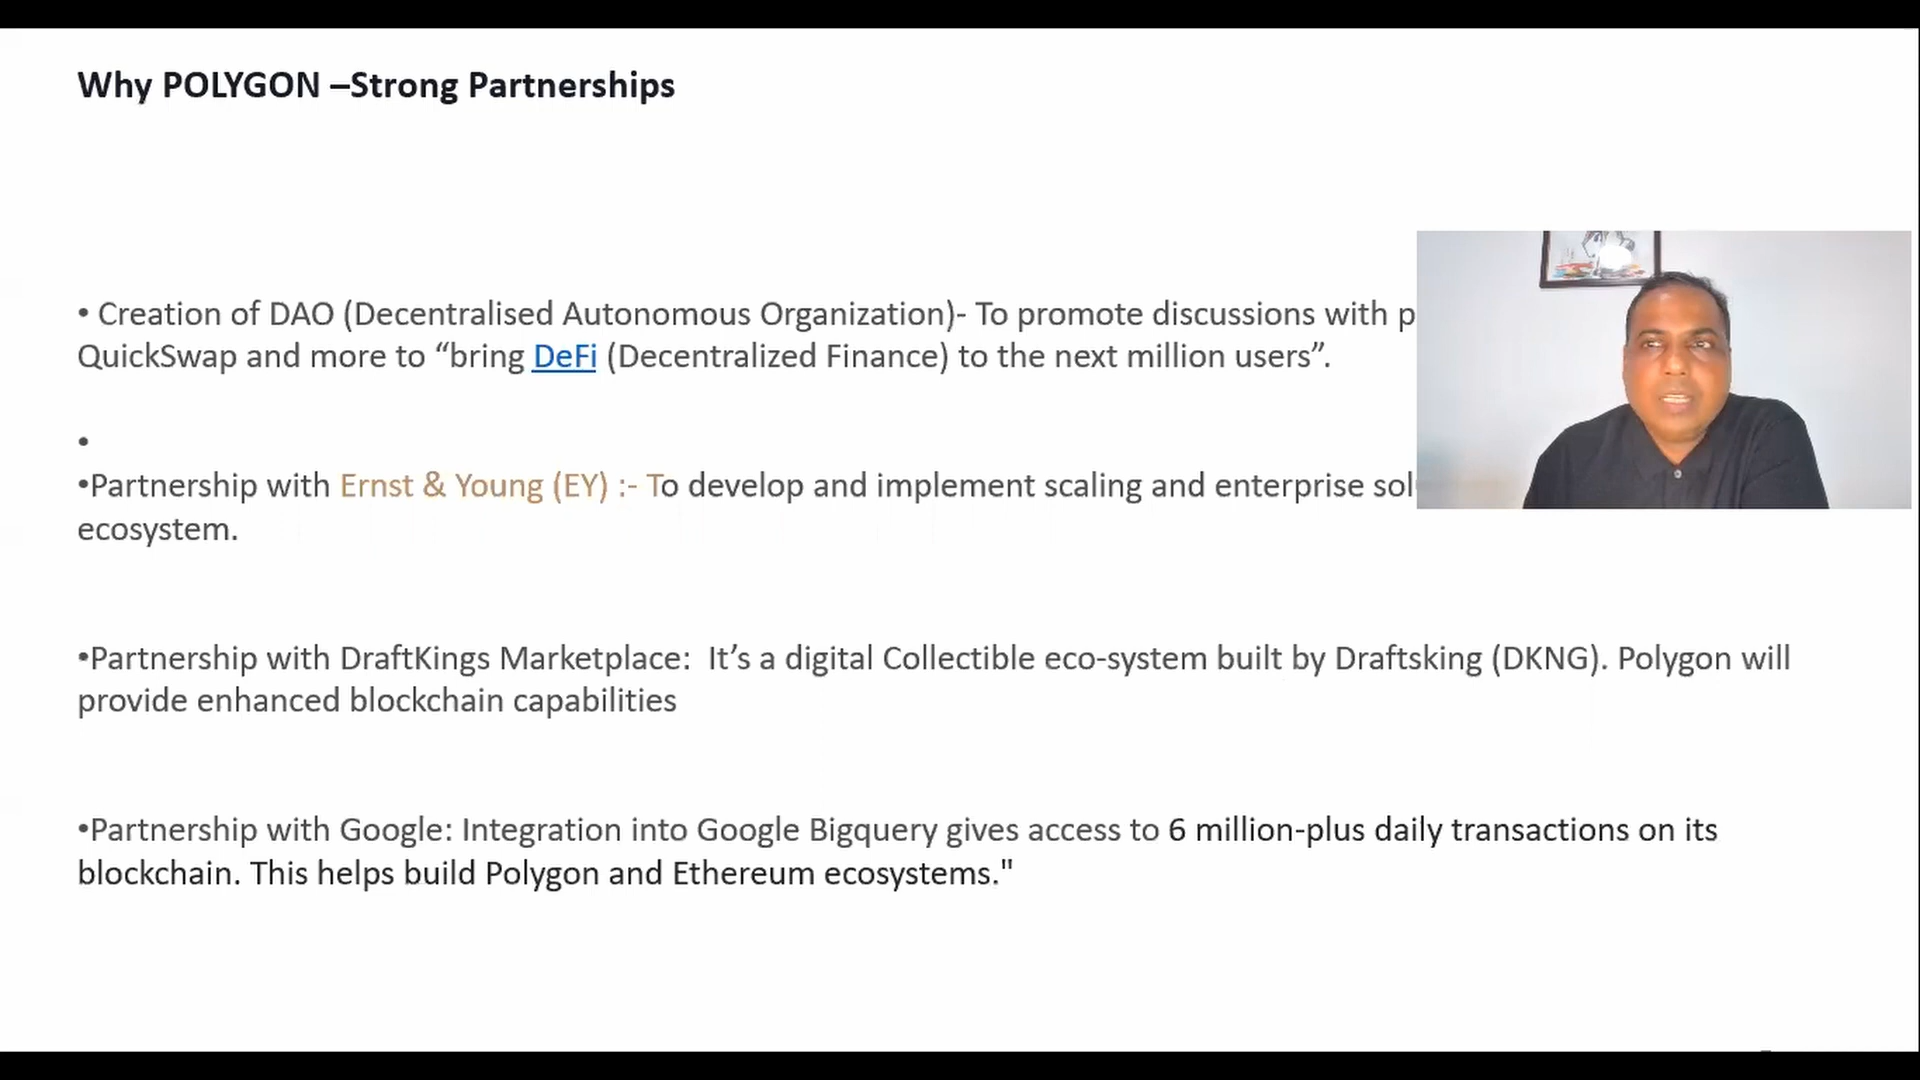 Why POLYGON –Strong Partnerships
• Creation of DAO (Decentralised Autonomous Organization)- To promote discussions with
QuickSwap and more to “bring DeFi (Decentralized Finance) to the next million users”.
•
•Partnership with Ernst & Young (EY) :- To develop and implement scaling and enterprise
ecosystem.
•Partnership with DraftKings Marketplace:  It’s a digital Collectible eco-system built by Draftsking (DKNG). Polygon will
provide enhanced blockchain capabilities
•Partnership with Google: Integration into Google Bigquery gives access to 6 million-plus daily transactions on its
blockchain. This helps build Polygon and Ethereum ecosystems."